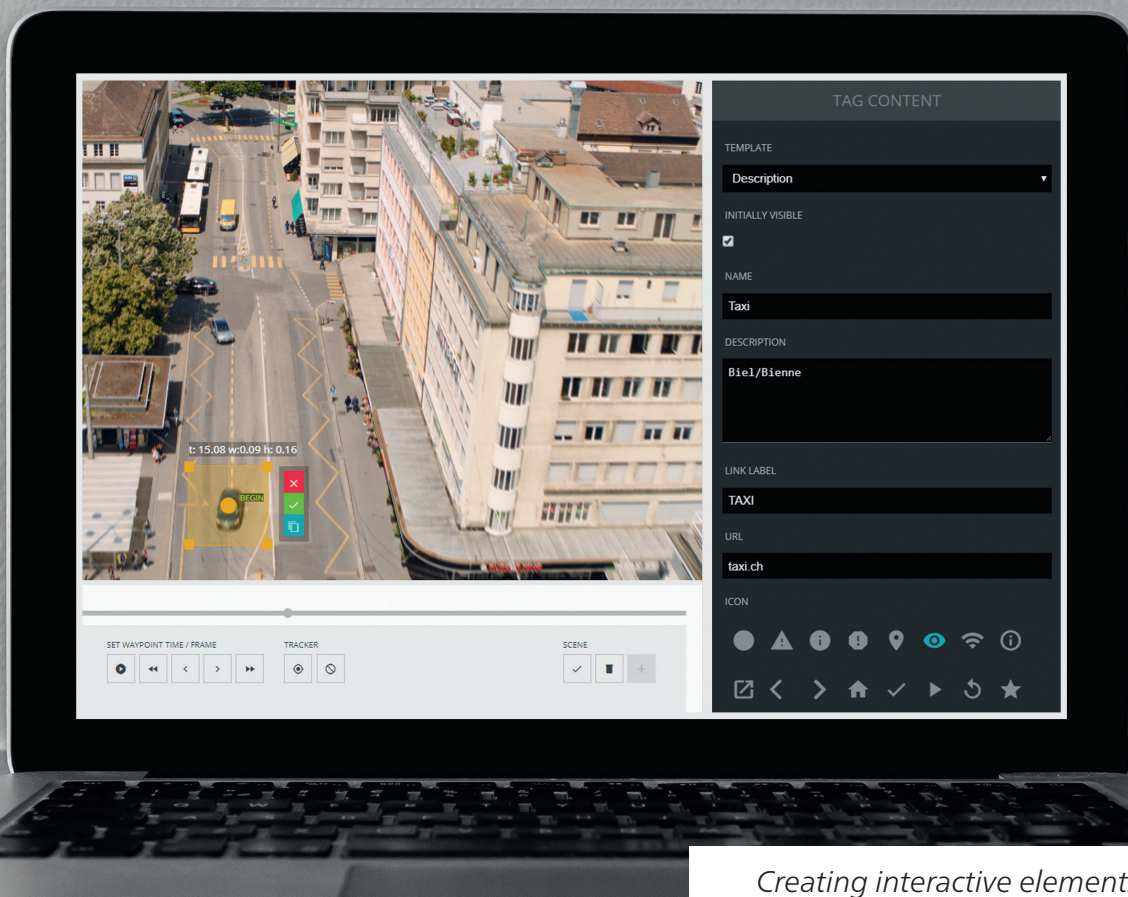 t: 15.08 w:0.09 h: 0.16
BEGIN
SET WAYPOINT TIME / FRAME
TRACKER
SCENE
TAG CONTENT
TEMPLATE
Description
INITIALLY VISIBLE
NAME
Taxi
DESCRIPTION
Biel/Bienne
LINK LABEL
TAXI
URL
taxi.ch
ICON
Creating interactive element